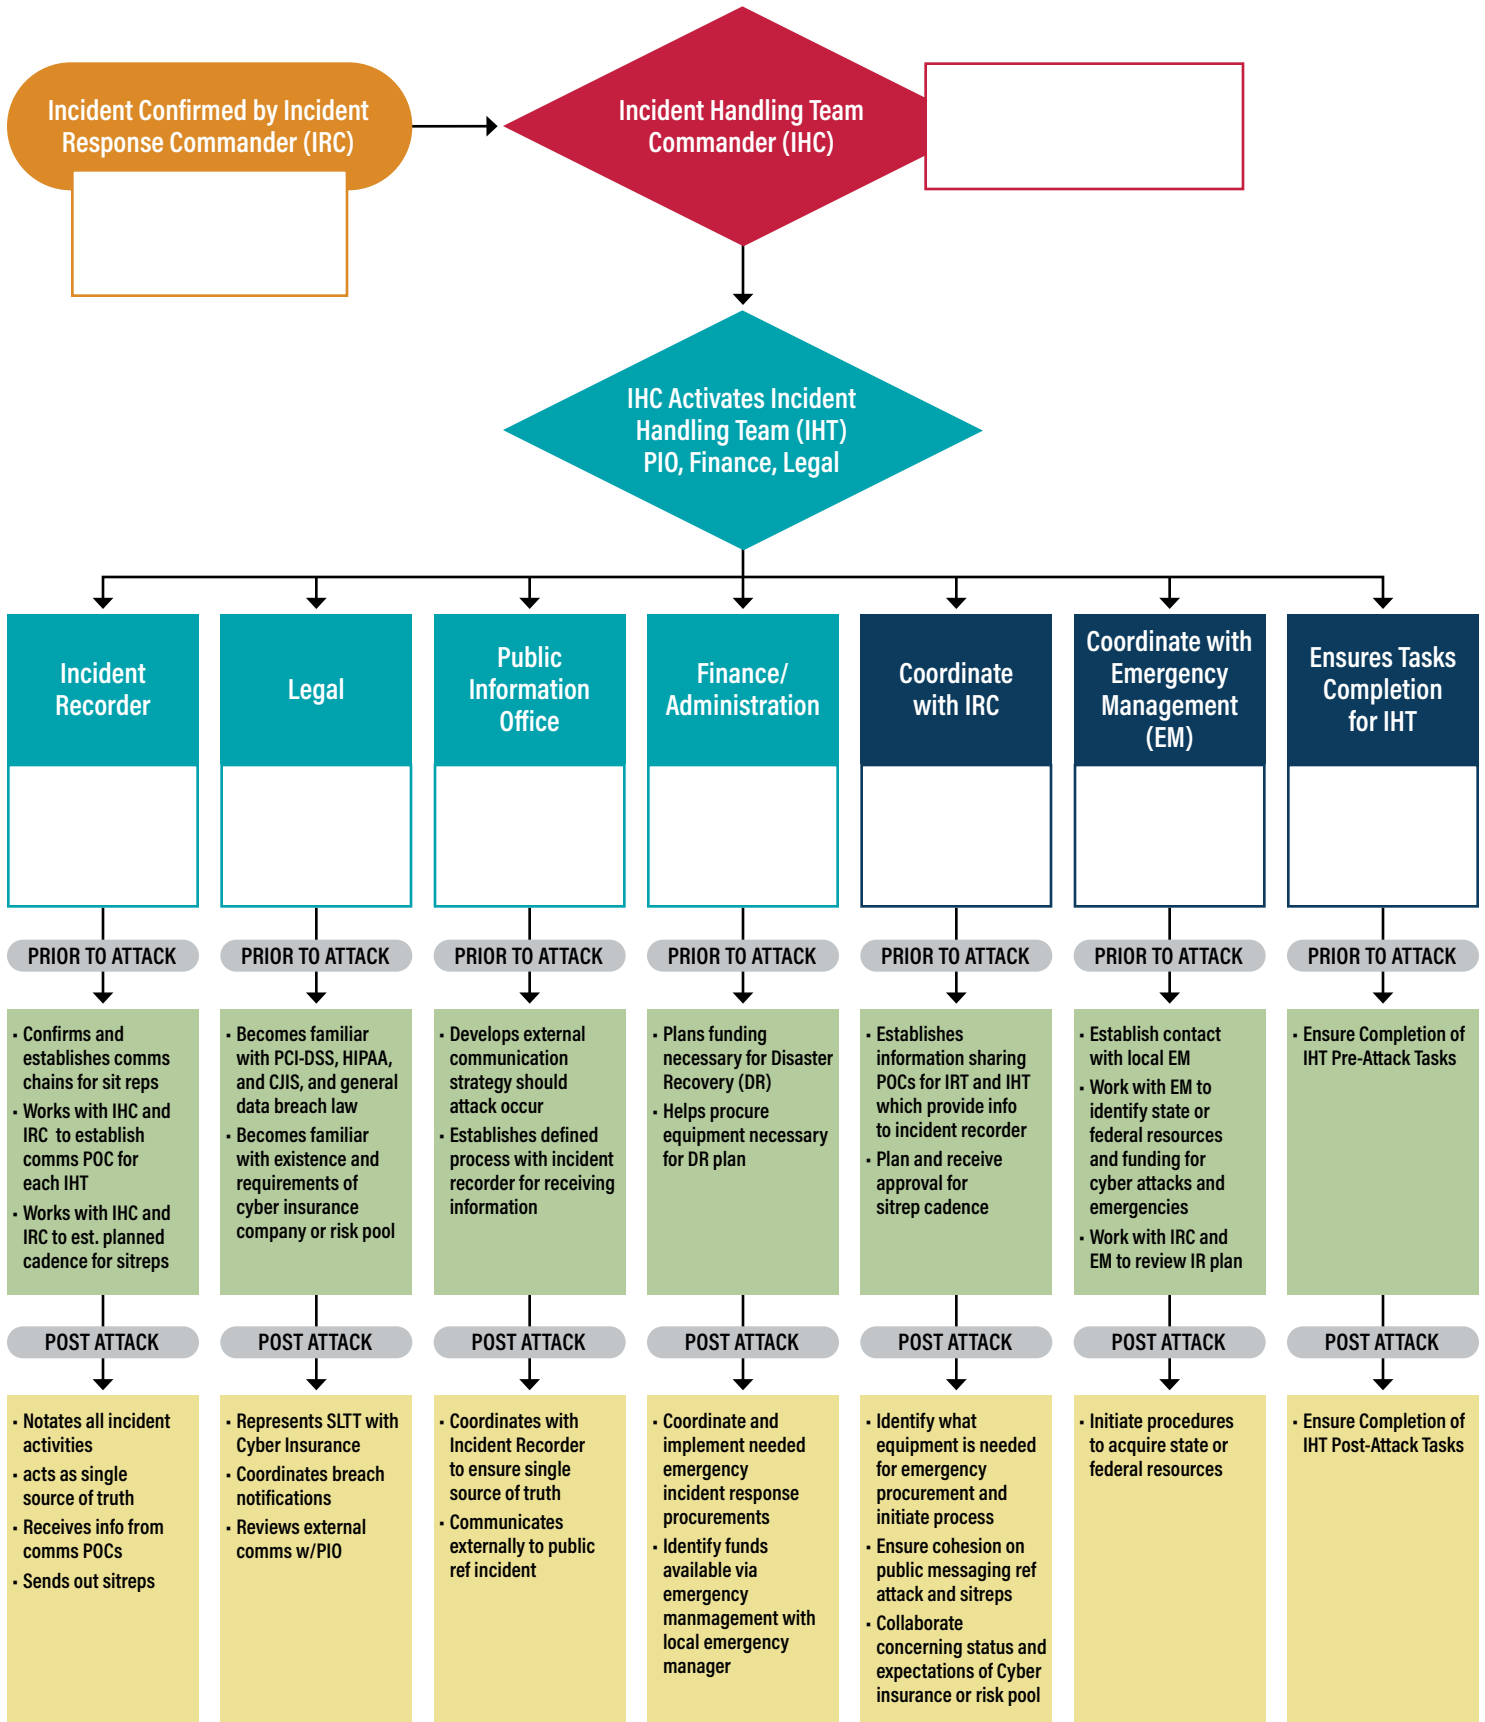 Incident Confirmed by Incident
Response Commander (IRC)
Incident Handling Team
Commander (IHC)
IHC Activates Incident
Handling Team (IHT)
PIO, Finance, Legal
Incident
Recorder
Legal
Public
Information
Office
Finance/
Administration
Coordinate
with IRC
Coordinate with
Emergency
Management
(EM)
Ensures Tasks
Completion
for IHT
PRIOR TO ATTACK
PRIOR TO ATTACK
PRIOR TO ATTACK
PRIOR TO ATTACK
PRIOR TO ATTACK
PRIOR TO ATTACK
PRIOR TO ATTACK
· Confirms and
establishes comms
chains for sit reps
· Works with IHC and
IRC to establish
comms POC for
each IHT
· Works with IHC and
IRC to est. planned
cadence for sitreps
· Becomes familiar
with PCI-DSS, HIPAA,
and CJIS, and general
data breach law
· Becomes familiar
with existence and
requirements of
cyber insurance
company or risk pool
· Develops external
communication
strategy should
attack occur
· Establishes defined
process with incident
recorder for receiving
information
· Plans funding
necessary for Disaster
Recovery (DR)
· Helps procure
equipment necessary
for DR plan
· Establishes
information sharing
POCs for IRT and IHT
which provide info
to incident recorder
· Plan and receive
approval for
sitrep cadence
· Establish contact
with local EM
· Work with EM to
identify state or
federal resources
and funding for
cyber attacks and
emergencies
· Work with IRC and
EM to review IR plan
· Ensure Completion of
IHT Pre-Attack Tasks
POST ATTACK
POST ATTACK
POST ATTACK
POST ATTACK
POST ATTACK
POST ATTACK
POST ATTACK
· Notates all incident
activities
· acts as single
source of truth
· Receives info from
comms POCs
· Sends out sitreps
· Represents SLTT with
Cyber Insurance
· Coordinates breach
notifications
· Reviews external
comms w/PIO
· Coordinates with
Incident Recorder
to ensure single
source of truth
· Communicates
externally to public
ref incident
· Coordinate and
implement needed
emergency
incident response
procurements
· Identify funds
available via
emergency
manmagement with
local emergency
manager
· Identify what
equipment is needed
for emergency
procurement and
initiate process
· Ensure cohesion on
public messaging ref
attack and sitreps
· Collaborate
concerning status and
expectations of Cyber
insurance or risk pool
· Initiate procedures
to acquire state or
federal resources
· Ensure Completion of
IHT Post-Attack Tasks